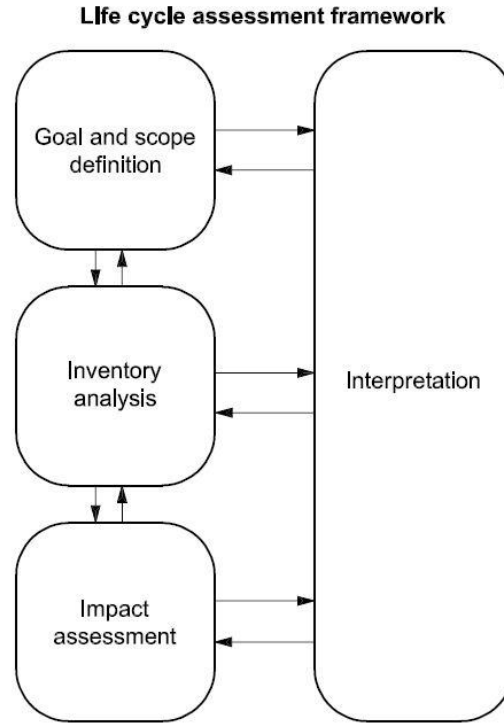 LIfe cycle assessment framework
Goal and scope
definition
Inventory
analysis
Interpretation
Impact
assessment